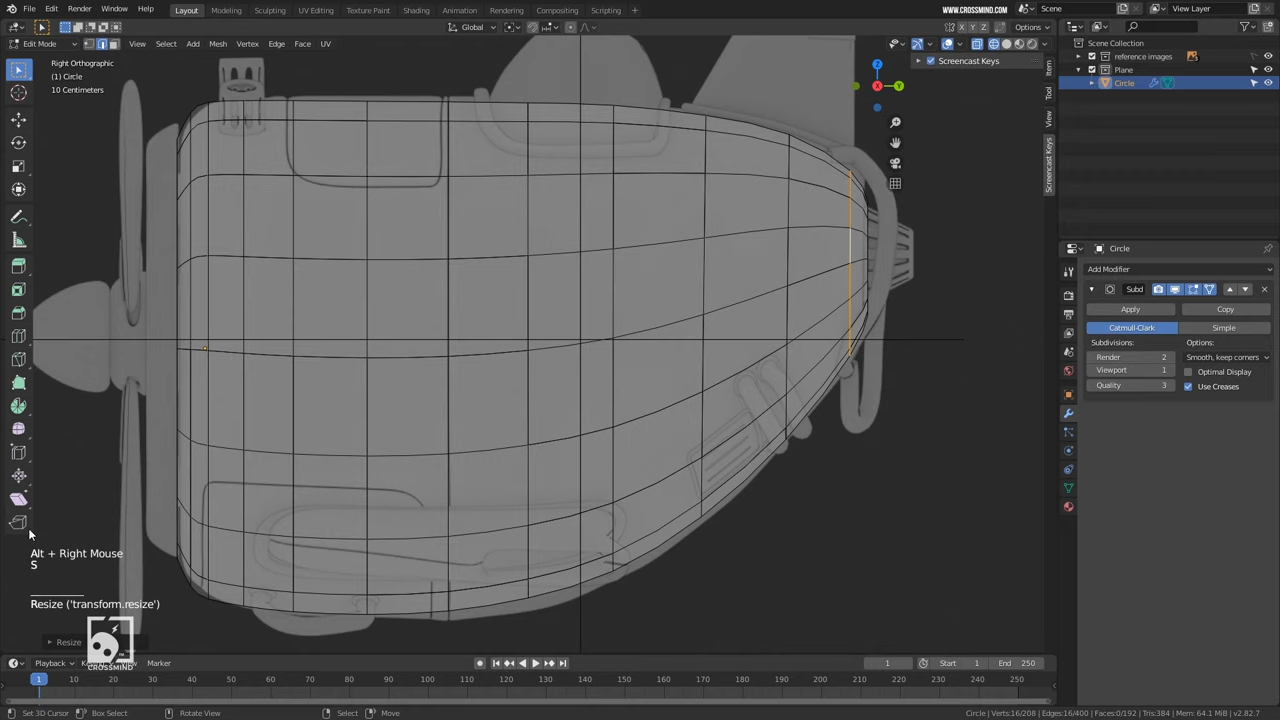 File Edit Render Window Help Layout Modeling Sculpting UV Editing Texture Paint Shading Animation Rendering Compositing Scripting + WWW.CROSSMIND.COM Scene View Layer
Global X Y Z Options
Edit Mode View Select Add Mesh Vertex Edge Face UV
Right Orthographic
(1) Circle
10 Centimeters
Screencast Keys
Z
X
Y
Item
Tool
View
Screencast Keys
Scene Collection
reference images
Plane
Circle
Circle
Add Modifier
Subd
Apply Copy
Catmull-Clark Simple
Subdivisions: Options:
Render 2 Smooth, keep corners
Viewport 1 Optimal Display
Quality 3 Use Creases
Alt + Right Mouse
S
Resize ('transform.resize')
Resize
CROSSMIND
Playback View Marker 1 Start 1 End 250
1 10 20 30 40 50 60 70 80 90 100 110 120 130 140 150 160 170 180 190 200 210 220 230 240 250
Set 3D Cursor Box Select Rotate View Select Move Circle | Verts:16/208 | Edges:16/400 | Faces:0/192 | Tris:384 | Mem: 64.1 MiB | v2.82.7